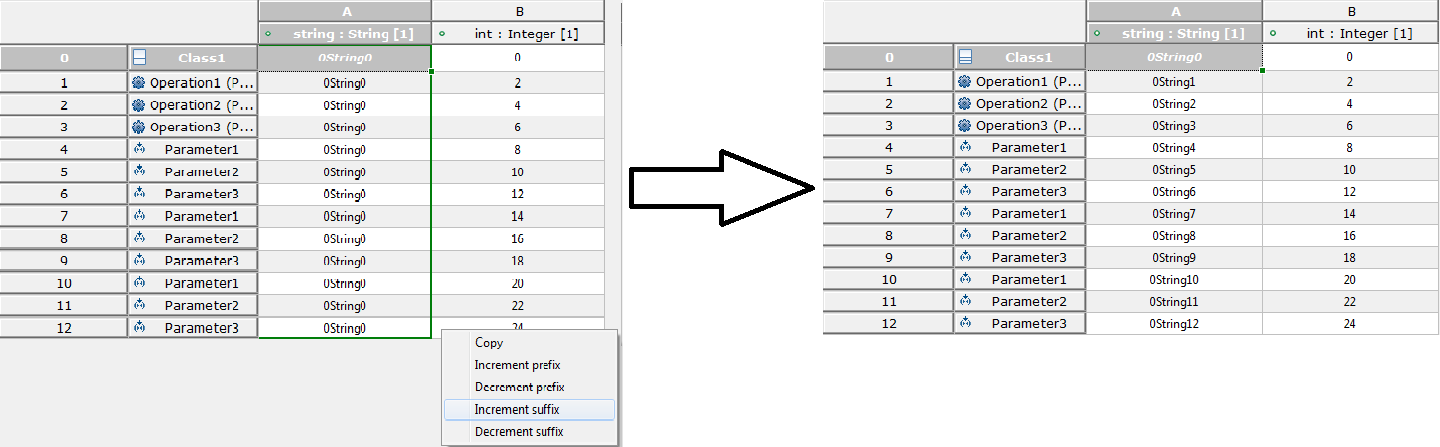 A B
string : String [1] int : Integer [1]
0 Class1 0String0 0
1 Operation1 (P... 0String0 2
2 Operation2 (P... 0String0 4
3 Operation3 (P... 0String0 6
4 Parameter1 0String0 8
5 Parameter2 0String0 10
6 Parameter3 0String0 12
7 Parameter1 0String0 14
8 Parameter2 0String0 16
9 Parameter3 0String0 18
10 Parameter1 0String0 20
11 Parameter2 0String0 22
12 Parameter3 0String0 24
Copy
Increment prefix
Decrement prefix
Increment suffix
Decrement suffix
A B
string : String [1] int : Integer [1]
0 Class1 0String0 0
1 Operation1 (P... 0String1 2
2 Operation2 (P... 0String2 4
3 Operation3 (P... 0String3 6
4 Parameter1 0String4 8
5 Parameter2 0String5 10
6 Parameter3 0String6 12
7 Parameter1 0String7 14
8 Parameter2 0String8 16
9 Parameter3 0String9 18
10 Parameter1 0String10 20
11 Parameter2 0String11 22
12 Parameter3 0String12 24